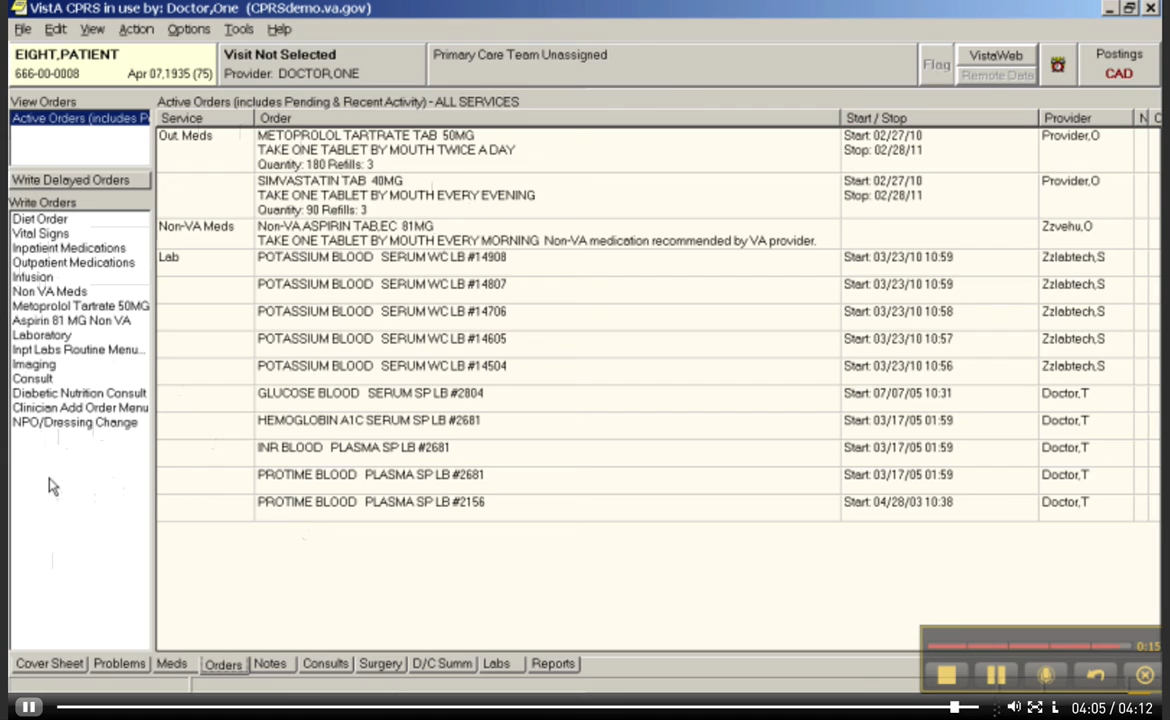 VistA CPRS in use by: Doctor,One (CPRSdemo.va.gov)
File Edit View Action Options Tools Help
EIGHT,PATIENT
666-00-0008 Apr 07,1935 (75)
Visit Not Selected
Provider: DOCTOR,ONE
Primary Care Team Unassigned
Flag
VistaWeb
Remote Data
Postings
CAD
View Orders
Active Orders (includes P
Write Delayed Orders
Write Orders
Diet Order
Vital Signs
Inpatient Medications
Outpatient Medications
Infusion
Non VA Meds
Metoprolol Tartrate 50MG
Aspirin 81 MG Non VA
Laboratory
Inpt Labs Routine Menu...
Imaging
Consult
Diabetic Nutrition Consult
Clinician Add Order Menu
NPO/Dressing Change
Active Orders (includes Pending & Recent Activity) - ALL SERVICES
Service Order Start / Stop Provider N C
Out. Meds METOPROLOL TARTRATE TAB 50MG Start: 02/27/10 Provider,O
TAKE ONE TABLET BY MOUTH TWICE A DAY Stop: 02/28/11
Quantity: 180 Refills: 3
SIMVASTATIN TAB 40MG Start: 02/27/10 Provider,O
TAKE ONE TABLET BY MOUTH EVERY EVENING Stop: 02/28/11
Quantity: 90 Refills: 3
Non-VA Meds Non-VA ASPIRIN TAB,EC 81MG Zzvehu,O
TAKE ONE TABLET BY MOUTH EVERY MORNING Non-VA medication recommended by VA provider.
Lab POTASSIUM BLOOD SERUM WC LB #14908 Start: 03/23/10 10:59 Zzlabtech,S
POTASSIUM BLOOD SERUM WC LB #14807 Start: 03/23/10 10:59 Zzlabtech,S
POTASSIUM BLOOD SERUM WC LB #14706 Start: 03/23/10 10:58 Zzlabtech,S
POTASSIUM BLOOD SERUM WC LB #14605 Start: 03/23/10 10:57 Zzlabtech,S
POTASSIUM BLOOD SERUM WC LB #14504 Start: 03/23/10 10:56 Zzlabtech,S
GLUCOSE BLOOD SERUM SP LB #2804 Start: 07/07/05 10:31 Doctor,T
HEMOGLOBIN A1C SERUM SP LB #2681 Start: 03/17/05 01:59 Doctor,T
INR BLOOD PLASMA SP LB #2681 Start: 03/17/05 01:59 Doctor,T
PROTIME BLOOD PLASMA SP LB #2681 Start: 03/17/05 01:59 Doctor,T
PROTIME BLOOD PLASMA SP LB #2156 Start: 04/28/03 10:38 Doctor,T
Cover Sheet Problems Meds Orders Notes Consults Surgery D/C Summ Labs Reports
0:15
04:05 / 04:12